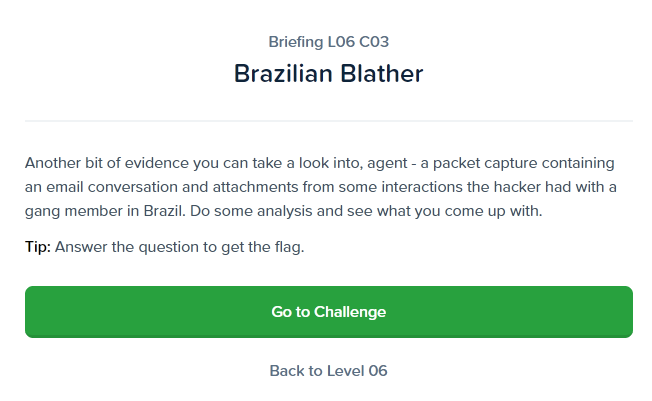 Briefing L06 C03
Brazilian Blather
Another bit of evidence you can take a look into, agent - a packet capture containing
an email conversation and attachments from some interactions the hacker had with a
gang member in Brazil. Do some analysis and see what you come up with.
Tip: Answer the question to get the flag.
Go to Challenge
Back to Level 06